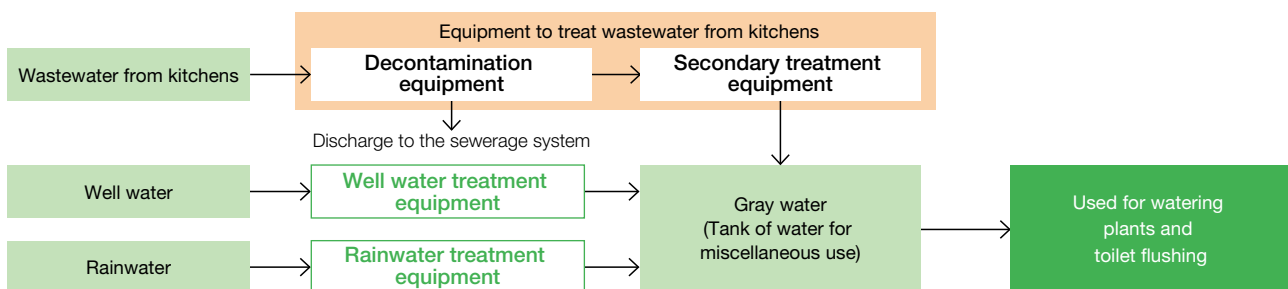 Equipment to treat wastewater from kitchens
Wastewater from kitchens
Decontamination
equipment
Secondary treatment
equipment
Discharge to the sewerage system
Well water
Well water treatment
equipment
Rainwater
Rainwater treatment
equipment
Gray water
(Tank of water for
miscellaneous use)
Used for watering
plants and
toilet flushing